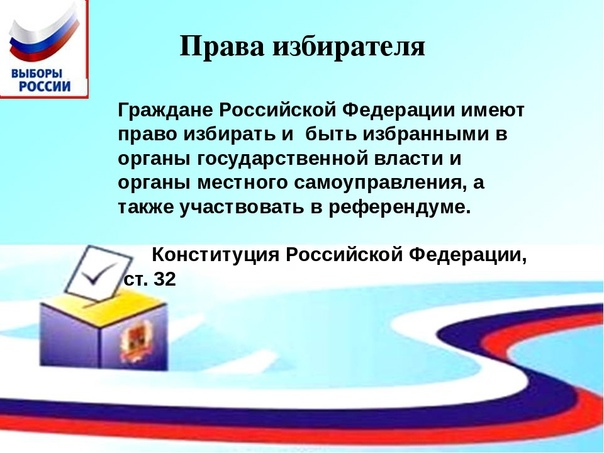 Права избирателя
ВЫБОРЫ
РОССИИ
Граждане Российской Федерации имеют
право избирать и  быть избранными в
органы государственной власти и
органы местного самоуправления, а
также участвовать в референдуме.
Конституция Российской Федерации,
ст. 32